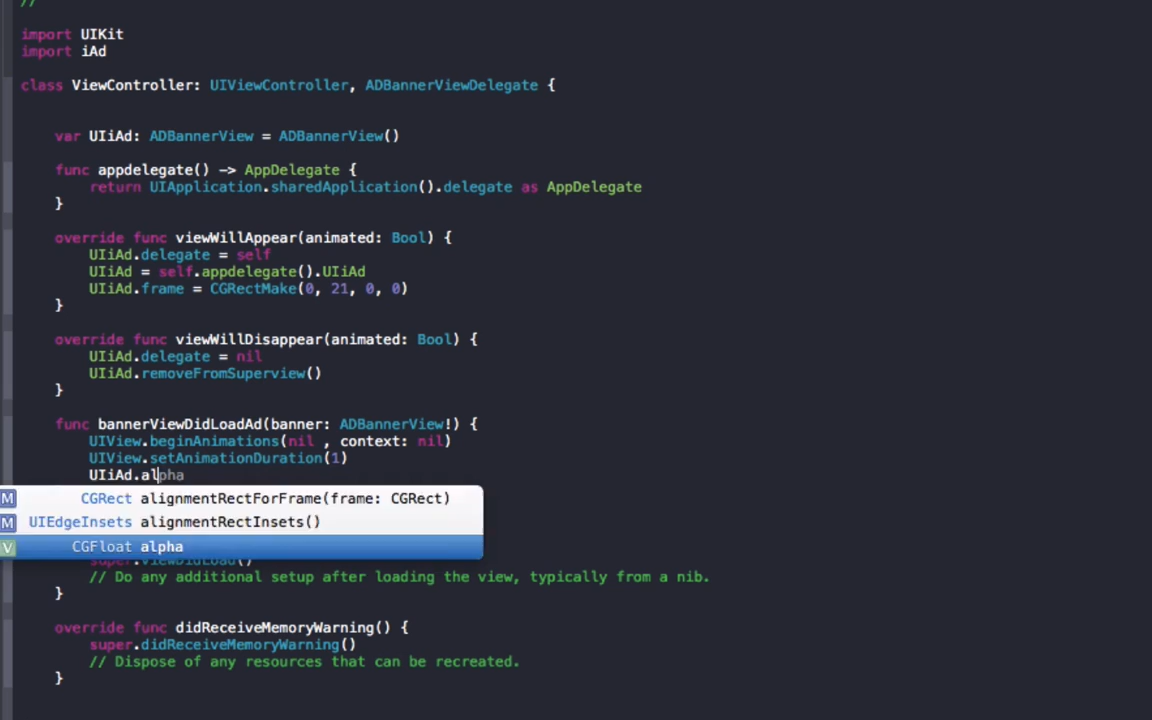 //
import UIKit
import iAd
class ViewController: UIViewController, ADBannerViewDelegate {
var UIiAd: ADBannerView = ADBannerView()
func appdelegate() -> AppDelegate {
return UIApplication.sharedApplication().delegate as AppDelegate
}
override func viewWillAppear(animated: Bool) {
UIiAd.delegate = self
UIiAd = self.appdelegate().UIiAd
UIiAd.frame = CGRectMake(0, 21, 0, 0)
}
override func viewWillDisappear(animated: Bool) {
UIiAd.delegate = nil
UIiAd.removeFromSuperview()
}
func bannerViewDidLoadAd(banner: ADBannerView!) {
UIView.beginAnimations(nil , context: nil)
UIView.setAnimationDuration(1)
UIiAd.alpha
M CGRect alignmentRectForFrame(frame: CGRect)
M UIEdgeInsets alignmentRectInsets()
V CGFloat alpha
super.viewDidLoad()
// Do any additional setup after loading the view, typically from a nib.
}
override func didReceiveMemoryWarning() {
super.didReceiveMemoryWarning()
// Dispose of any resources that can be recreated.
}